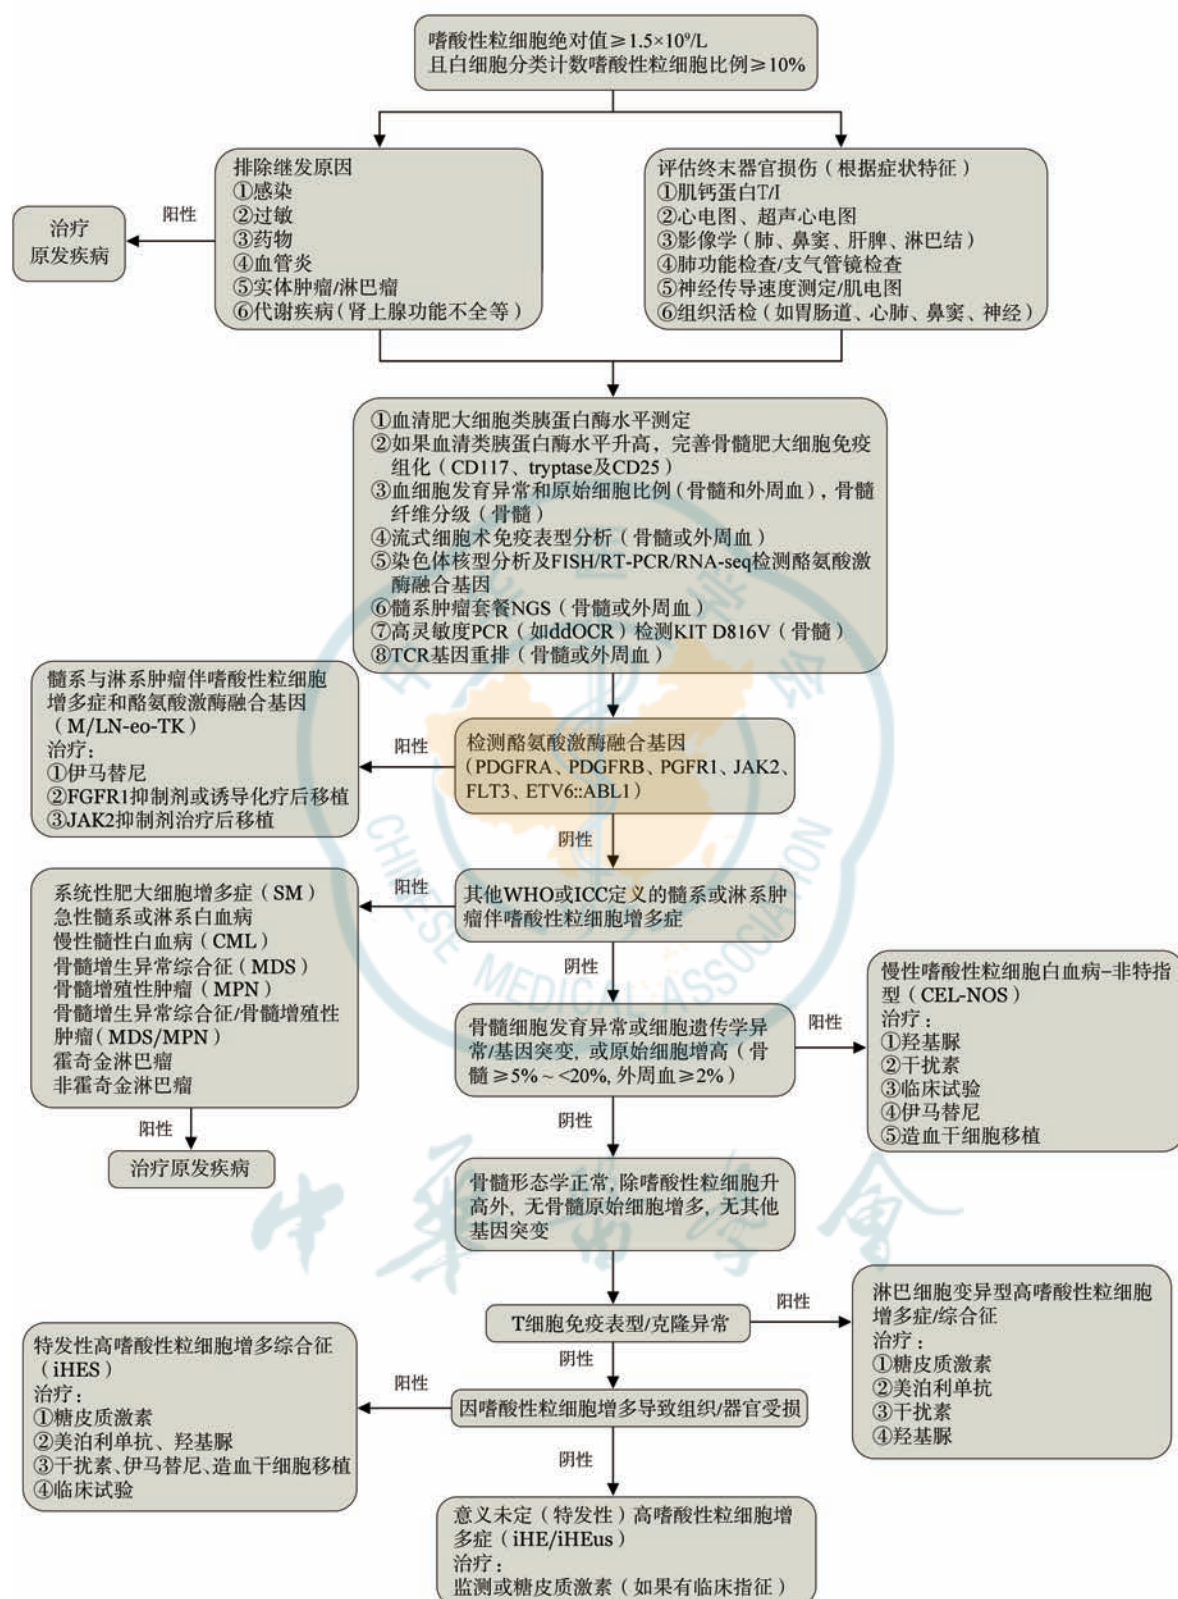 嗜酸性粒细胞绝对值≥1.5×10⁹/L
且白细胞分类计数嗜酸性粒细胞比例≥10%
排除继发原因
①感染
②过敏
③药物
④血管炎
⑤实体肿瘤/淋巴瘤
⑥代谢疾病(肾上腺功能不全等)
阳性
治疗
原发疾病
评估终末器官损伤(根据症状特征)
①肌钙蛋白T/I
②心电图、超声心电图
③影像学(肺、鼻窦、肝脾、淋巴结)
④肺功能检查/支气管镜检查
⑤神经传导速度测定/肌电图
⑥组织活检(如胃肠道、心肺、鼻窦、神经)
①血清肥大细胞类胰蛋白酶水平测定
②如果血清类胰蛋白酶水平升高,完善骨髓肥大细胞免疫
组化(CD117、tryptase及CD25)
③血细胞发育异常和原始细胞比例(骨髓和外周血),骨髓
纤维分级(骨髓)
④流式细胞术免疫表型分析(骨髓或外周血)
⑤染色体核型分析及FISH/RT-PCR/RNA-seq检测酪氨酸激
酶融合基因
⑥髓系肿瘤套餐NGS(骨髓或外周血)
⑦高灵敏度PCR(如ddOCR)检测KIT D816V(骨髓)
⑧TCR基因重排(骨髓或外周血)
髓系与淋系肿瘤伴嗜酸性粒细胞
增多症和酪氨酸激酶融合基因
(M/LN-eo-TK)
治疗:
①伊马替尼
②FGFR1抑制剂或诱导化疗后移植
③JAK2抑制剂治疗后移植
阳性
检测酪氨酸激酶融合基因
(PDGFRA、PDGFRB、PGFR1、JAK2、
FLT3、ETV6::ABL1)
阴性
系统性肥大细胞增多症(SM)
急性髓系或淋系白血病
慢性髓性白血病(CML)
骨髓增生异常综合征(MDS)
骨髓增殖性肿瘤(MPN)
骨髓增生异常综合征/骨髓增殖性
肿瘤(MDS/MPN)
霍奇金淋巴瘤
非霍奇金淋巴瘤
阳性
其他WHO或ICC定义的髓系或淋系肿
瘤伴嗜酸性粒细胞增多症
阳性
治疗原发疾病
阴性
骨髓细胞发育异常或细胞遗传学异
常/基因突变,或原始细胞增高(骨
髓≥5%~<20%,外周血≥2%)
阳性
慢性嗜酸性粒细胞白血病-非特指
型(CEL-NOS)
治疗:
①羟基脲
②干扰素
③临床试验
④伊马替尼
⑤造血干细胞移植
阴性
骨髓形态学正常,除嗜酸性粒细胞升
高外,无骨髓原始细胞增多,无其他
基因突变
T细胞免疫表型/克隆异常
阳性
淋巴细胞变异型高嗜酸性粒细胞
增多症/综合征
治疗:
①糖皮质激素
②美泊利单抗
③干扰素
④羟基脲
阴性
特发性高嗜酸性粒细胞增多综合征
(iHES)
治疗:
①糖皮质激素
②美泊利单抗、羟基脲
③干扰素、伊马替尼、造血干细胞移植
④临床试验
阳性
因嗜酸性粒细胞增多导致组织/器官受损
阴性
意义未定(特发性)高嗜酸性粒细胞增
多症(iHE/iHEus)
治疗:
监测或糖皮质激素(如果有临床指征)
中华医学会
CHINESE MEDICAL ASSOCIATION
中華醫學會